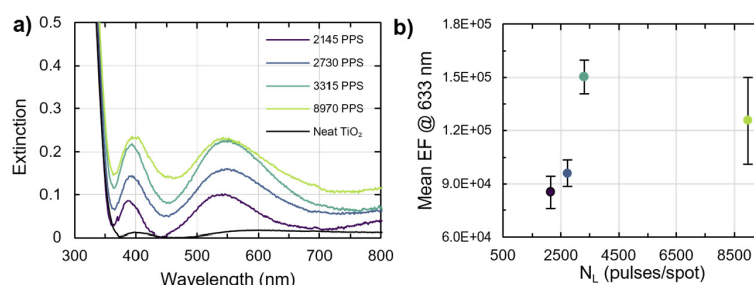 a)
0.5
0.4
0.3
0.2
0.1
0
Extinction
2145 PPS
2730 PPS
3315 PPS
8970 PPS
Neat TiO₂
300 400 500 600 700 800
Wavelength (nm)
b)
1.8E+05
1.5E+05
1.2E+05
9.0E+04
6.0E+04
Mean EF @ 633 nm
500 2500 4500 6500 8500
N_L (pulses/spot)